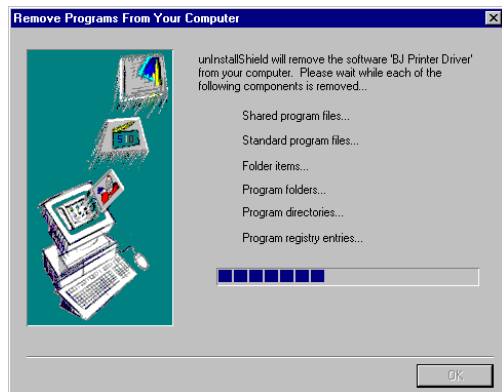 Remove Programs From Your Computer
unInstallShield will remove the software 'BJ Printer Driver'
from your computer. Please wait while each of the
following components is removed...
Shared program files...
Standard program files...
Folder items...
Program folders...
Program directories...
Program registry entries...
OK